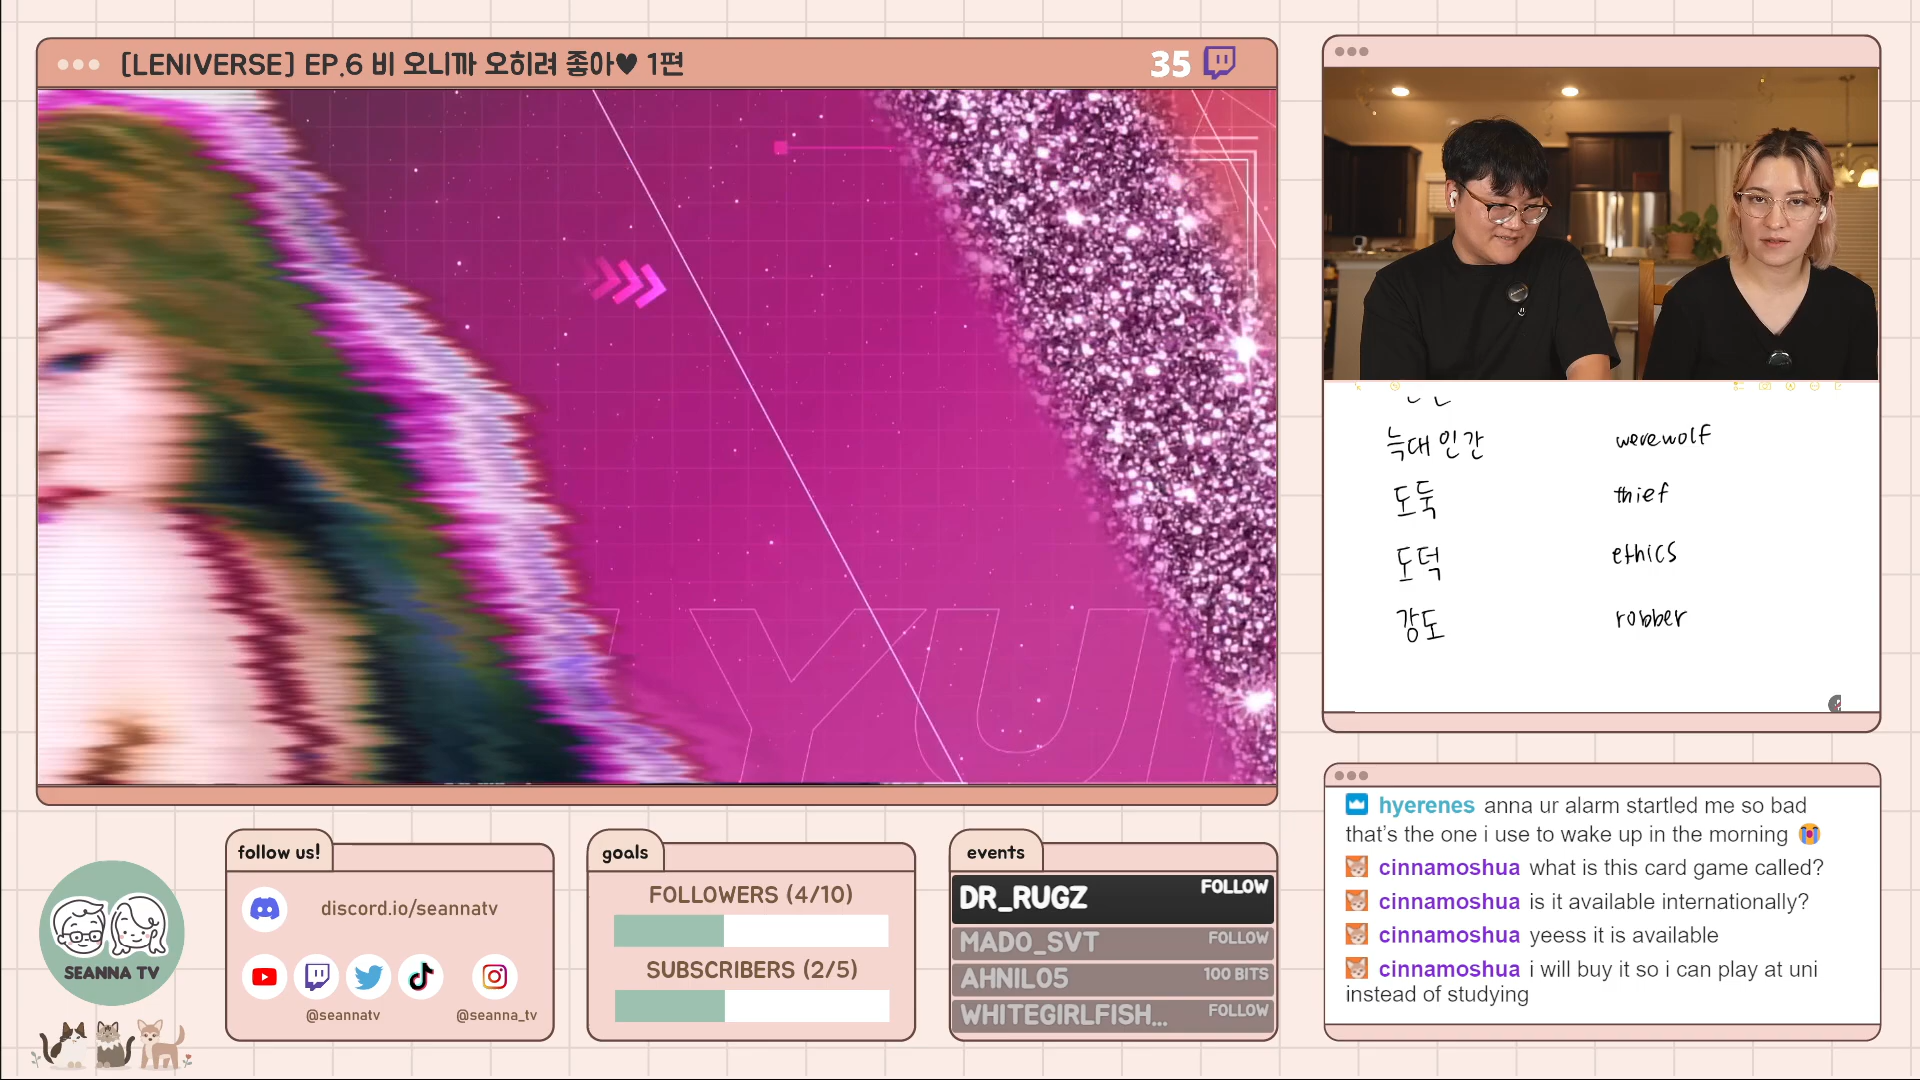 [LENIVERSE] EP.6 비 오니까 오히려 좋아♥ 1편
35
YU
늑대인간 werewolf
도둑 thief
도덕 ethics
강도 robber
follow us!
discord.io/seannatv
@seannatv
@seanna_tv
SEANNA TV
goals
FOLLOWERS (4/10)
SUBSCRIBERS (2/5)
events
DR_RUGZ FOLLOW
MADO_SVT FOLLOW
AHNIL05 100 BITS
WHITEGIRLFISH... FOLLOW
hyerenes anna ur alarm startled me so bad
that's the one i use to wake up in the morning 😭
cinnamoshua what is this card game called?
cinnamoshua is it available internationally?
cinnamoshua yeess it is available
cinnamoshua i will buy it so i can play at uni
instead of studying